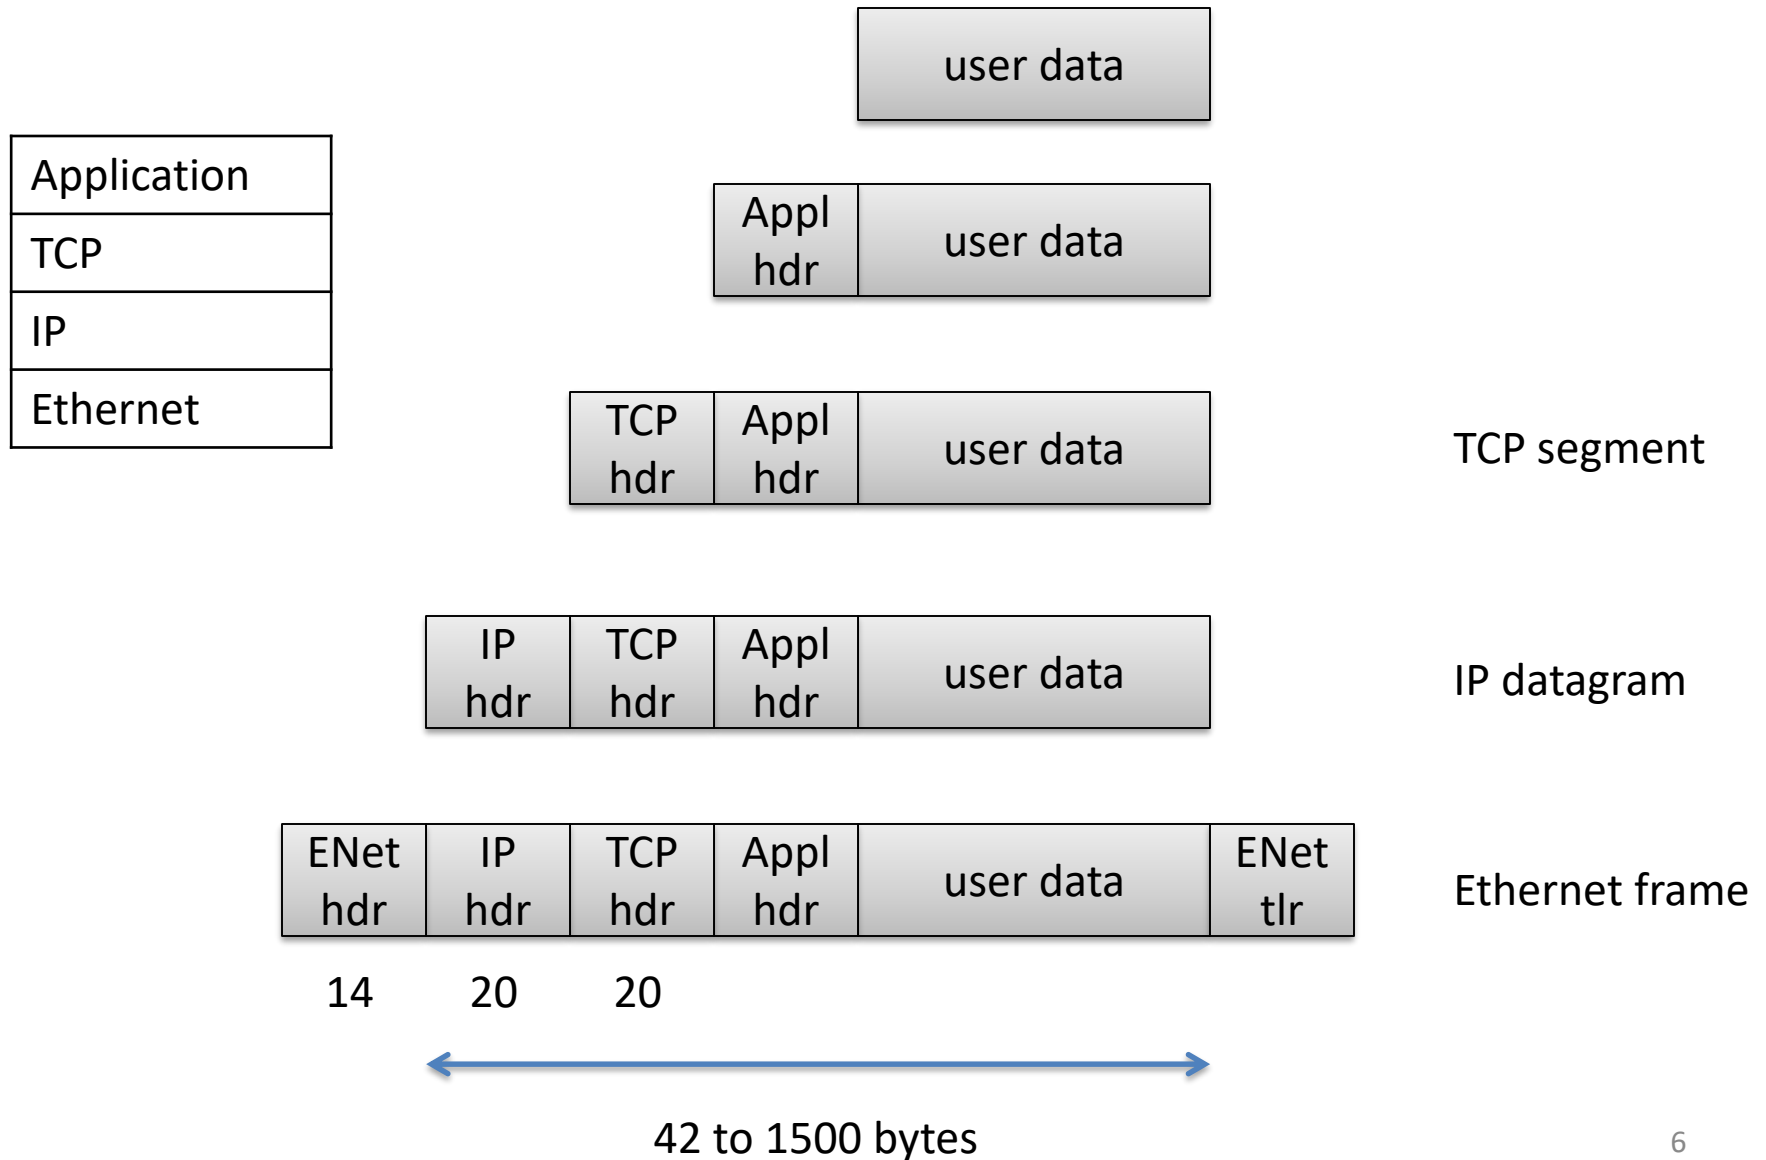 user data
Application
TCP
IP
Ethernet
Appl
hdr
user data
TCP
hdr
Appl
hdr
user data
TCP segment
IP
hdr
TCP
hdr
Appl
hdr
user data
IP datagram
ENet
hdr
IP
hdr
TCP
hdr
Appl
hdr
user data
ENet
tlr
Ethernet frame
14 20 20
42 to 1500 bytes
6